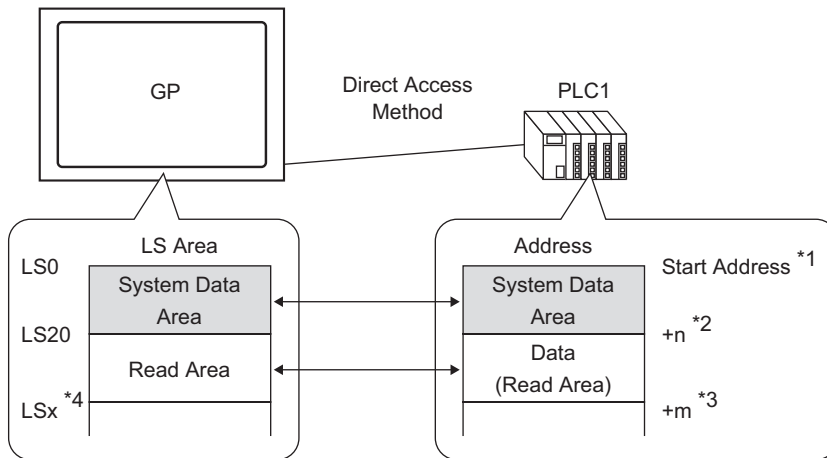 GP
Direct Access
Method
PLC1
LS Area
LS0
System Data
Area
LS20
Read Area
LSx *4
Address
Start Address *1
System Data
Area
+n *2
Data
(Read Area)
+m *3